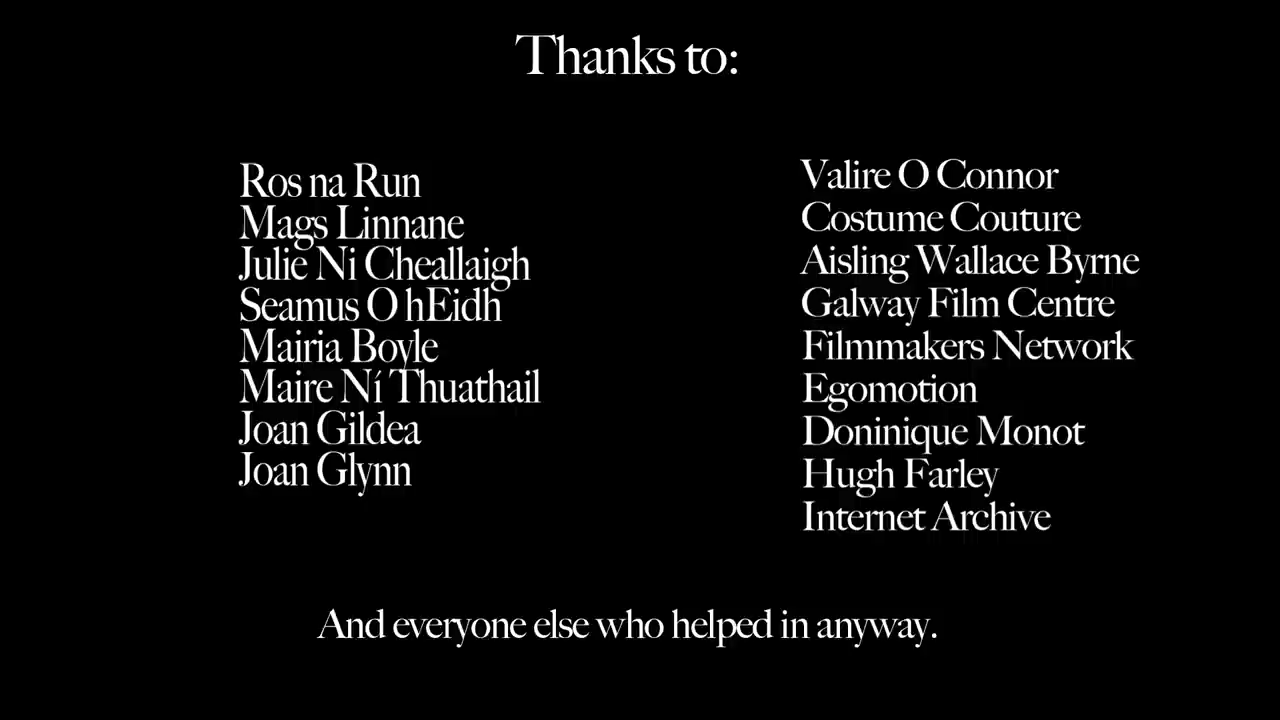 Thanks to:
Ros na Run
Mags Linnane
Julie Ni Cheallaigh
Seamus O hEidh
Mairia Boyle
Maire Ní Thuathail
Joan Gildea
Joan Glynn
Valire O Connor
Costume Couture
Aisling Wallace Byrne
Galway Film Centre
Filmmakers Network
Egomotion
Doninique Monot
Hugh Farley
Internet Archive
And everyone else who helped in anyway.